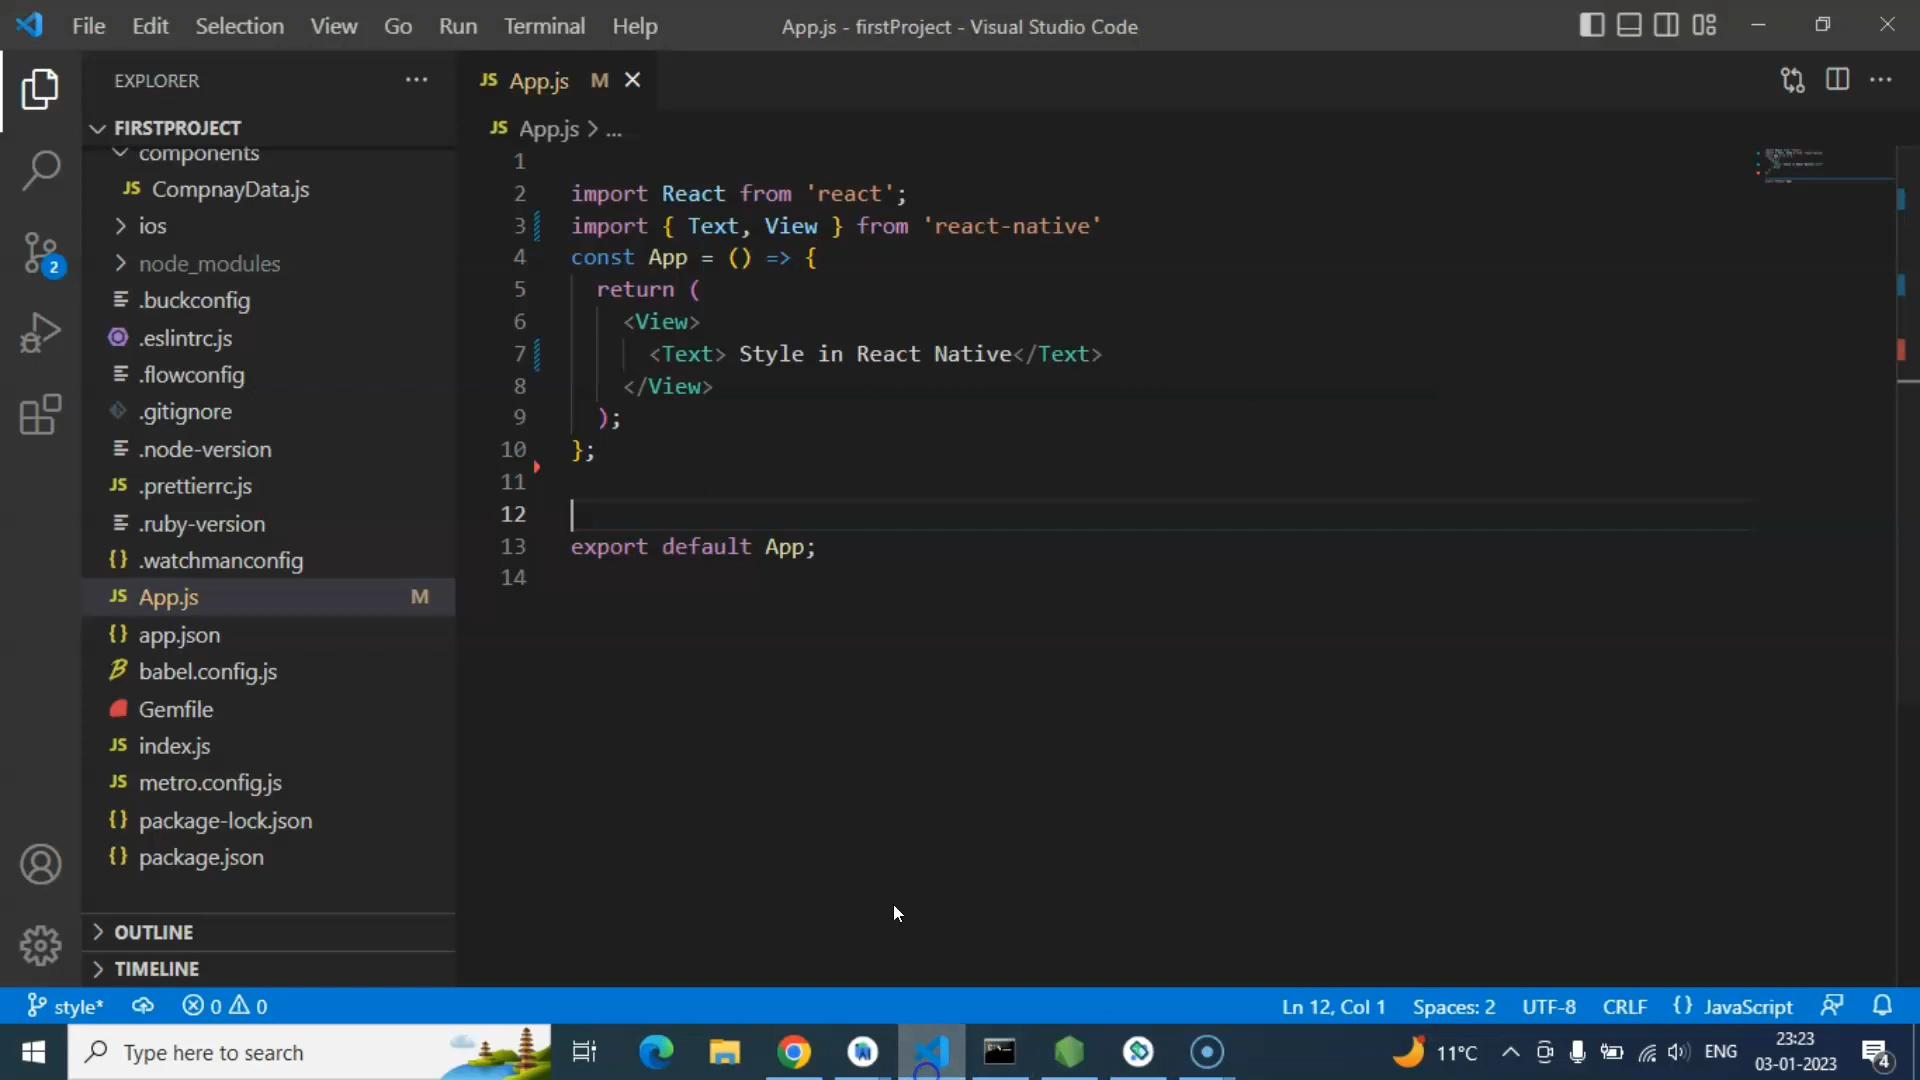 File Edit Selection View Go Run Terminal Help
App.js - firstProject - Visual Studio Code
EXPLORER
FIRSTPROJECT
components
JS CompnayData.js
ios
node_modules
.buckconfig
.eslintrc.js
.flowconfig
.gitignore
.node-version
JS .prettierrc.js
.ruby-version
{} .watchmanconfig
JS App.js M
{} app.json
babel.config.js
Gemfile
JS index.js
JS metro.config.js
{} package-lock.json
{} package.json
OUTLINE
TIMELINE
JS App.js M
JS App.js > ...
1
2 import React from 'react';
3 import { Text, View } from 'react-native'
4 const App = () => {
5 return (
6 <View>
7 <Text> Style in React Native</Text>
8 </View>
9 );
10 };
11
12
13 export default App;
14
2
style* 0 0
Ln 12, Col 1 Spaces: 2 UTF-8 CRLF {} JavaScript
Type here to search
11°C ENG
23:23
03-01-2023
4